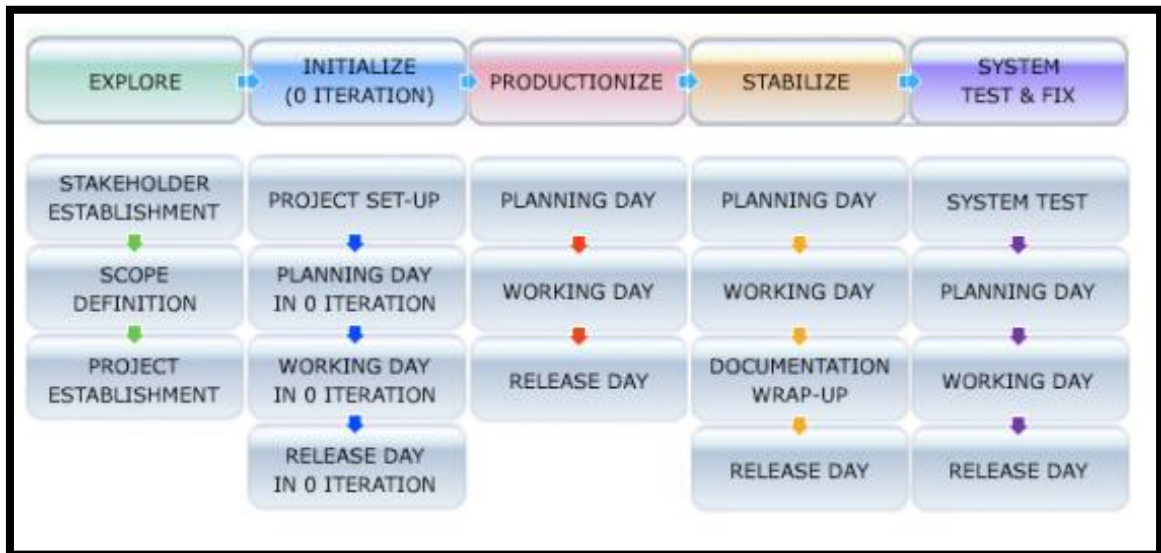 EXPLORE
INITIALIZE
(0 ITERATION)
PRODUCTIONIZE
STABILIZE
SYSTEM
TEST & FIX
STAKEHOLDER
ESTABLISHMENT
SCOPE
DEFINITION
PROJECT
ESTABLISHMENT
PROJECT SET-UP
PLANNING DAY
IN 0 ITERATION
WORKING DAY
IN 0 ITERATION
RELEASE DAY
IN 0 ITERATION
PLANNING DAY
WORKING DAY
RELEASE DAY
PLANNING DAY
WORKING DAY
DOCUMENTATION
WRAP-UP
RELEASE DAY
SYSTEM TEST
PLANNING DAY
WORKING DAY
RELEASE DAY